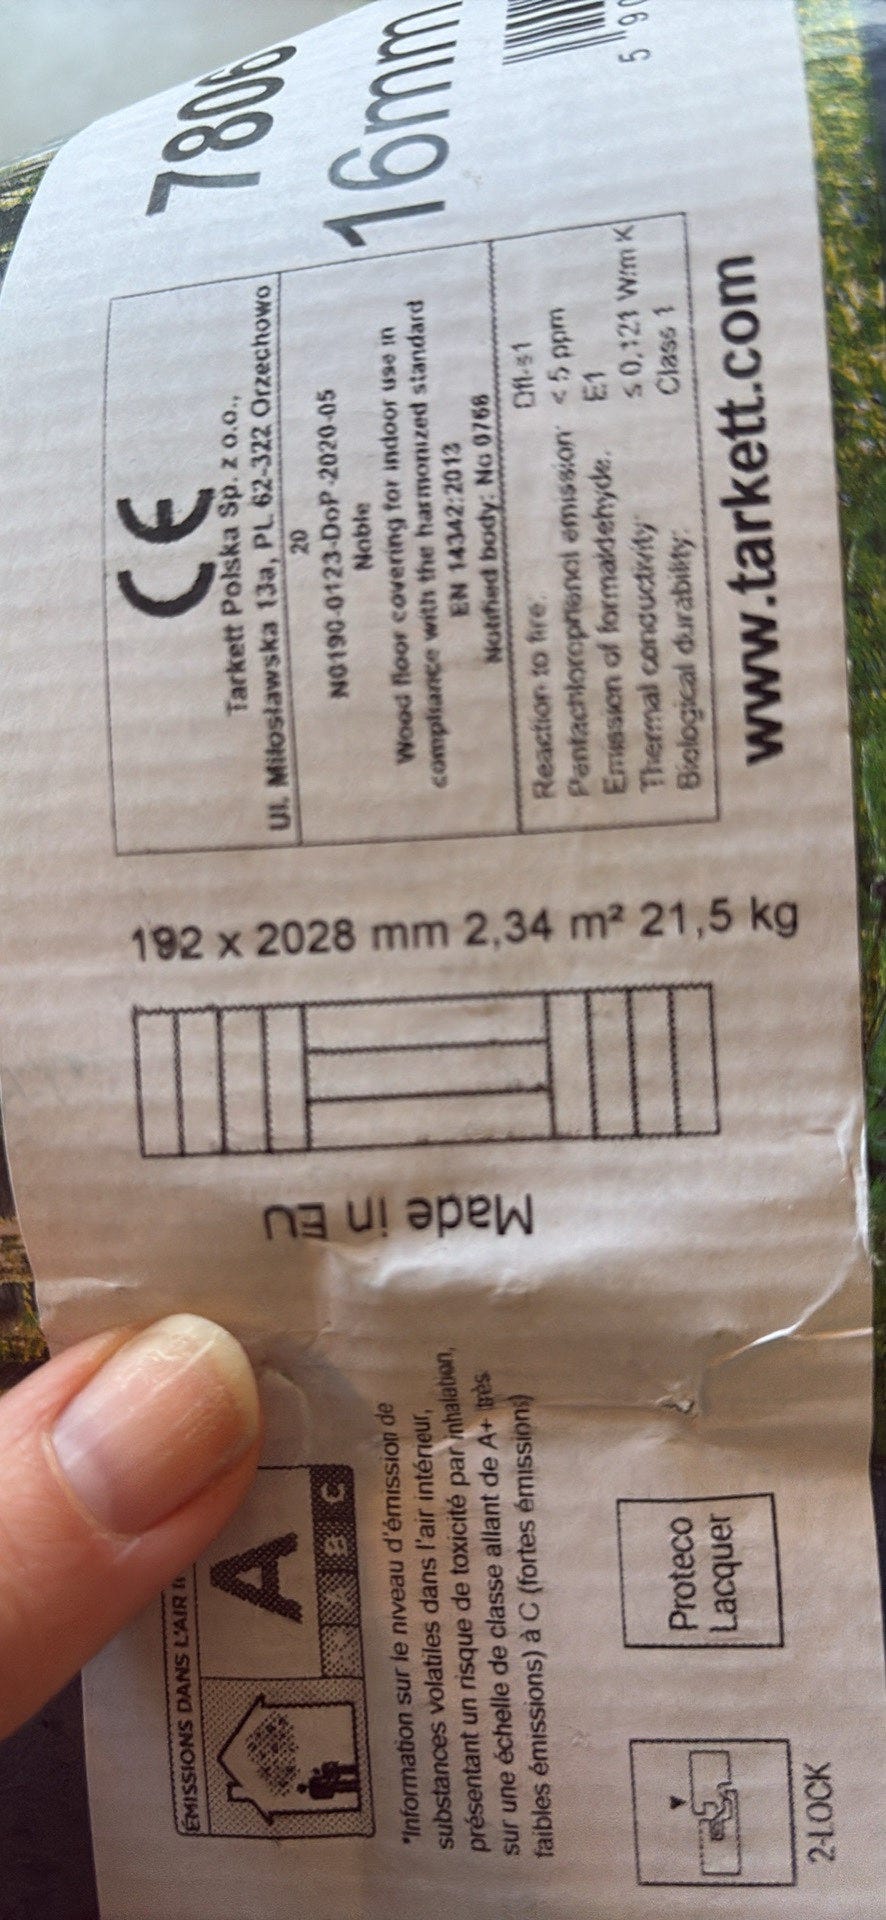 7806
16mm
5 90
CE
Tarkett Polska Sp. z o.o.,
Ul. Miłosławska 13a, PL 62-322 Orzechowo
20
N0190-0123-DoP-2020-05
Noble
Wood floor covering for indoor use in
compliance with the harmonized standard
EN 14342:2013
Notified body: No 0766
Reaction to fire: Dfl-s1
Pentachlorophenol emission: < 5 ppm
Emission of formaldehyde: E1
Thermal conductivity: ≤ 0.121 W/m K
Biological durability: Class 1
www.tarkett.com
192 x 2028 mm 2,34 m² 21,5 kg
Made in EU
ÉMISSIONS DANS L'AIR
A
B C
*Information sur le niveau d'émission de
substances volatiles dans l'air intérieur,
présentant un risque de toxicité par inhalation,
sur une échelle de classe allant de A+ (très
faibles émissions) à C (fortes émissions)
Proteco
Lacquer
2-LOCK